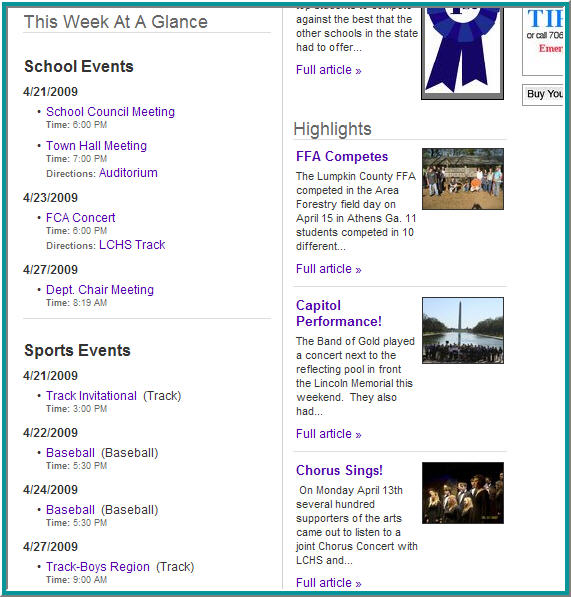 This Week At A Glance
School Events
4/21/2009
• School Council Meeting
Time: 6:00 PM
• Town Hall Meeting
Time: 7:00 PM
Directions: Auditorium
4/23/2009
• FCA Concert
Time: 6:00 PM
Directions: LCHS Track
4/27/2009
• Dept. Chair Meeting
Time: 8:19 AM
Sports Events
4/21/2009
• Track Invitational (Track)
Time: 3:00 PM
4/22/2009
• Baseball (Baseball)
Time: 5:30 PM
4/24/2009
• Baseball (Baseball)
Time: 5:30 PM
4/27/2009
• Track-Boys Region (Track)
Time: 9:00 AM
top students to compete
against the best that the
other schools in the state
had to offer...
Full article »
Highlights
FFA Competes
The Lumpkin County FFA
competed in the Area
Forestry field day on
April 15 in Athens Ga. 11
students competed in 10
different...
Full article »
Capitol
Performance!
The Band of Gold played
a concert next to the
reflecting pool in front
the Lincoln Memorial this
weekend. They also
had...
Full article »
Chorus Sings!
On Monday April 13th
several hundred
supporters of the arts
came out to listen to a
joint Chorus Concert with
LCHS and...
Full article »
TIP
or call 706
Emer
Buy You